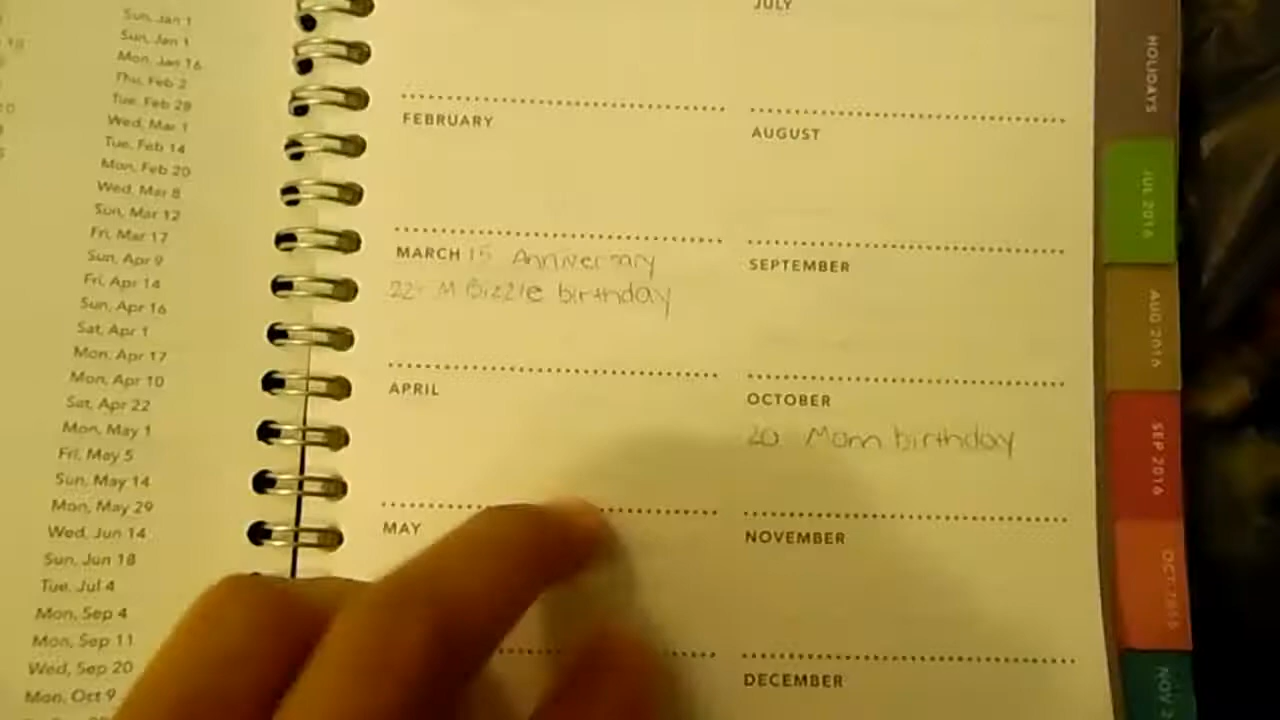 Sun, Jan 1
Sun, Jan 1
Mon, Jan 16
Thu, Feb 2
Tue, Feb 28
Wed, Mar 1
Tue, Feb 14
Mon, Feb 20
Wed, Mar 8
Sun, Mar 12
Fri, Mar 17
Sun, Apr 9
Fri, Apr 14
Sun, Apr 16
Sat, Apr 1
Mon, Apr 17
Mon, Apr 10
Sat, Apr 22
Mon, May 1
Fri, May 5
Sun, May 14
Mon, May 29
Wed, Jun 14
Sun, Jun 18
Tue, Jul 4
Mon, Sep 4
Mon, Sep 11
Wed, Sep 20
Mon, Oct 9
FEBRUARY
MARCH 15 Anniversary
22 M Bizzle birthday
APRIL
MAY
JULY
AUGUST
SEPTEMBER
OCTOBER
20 Mom birthday
NOVEMBER
DECEMBER
HOLIDAYS
JUL 2016
AUG 2016
SEP 2016
OCT 2016
NOV